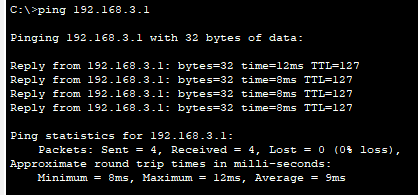 C:\>ping 192.168.3.1
Pinging 192.168.3.1 with 32 bytes of data:
Reply from 192.168.3.1: bytes=32 time=12ms TTL=127
Reply from 192.168.3.1: bytes=32 time=8ms TTL=127
Reply from 192.168.3.1: bytes=32 time=8ms TTL=127
Reply from 192.168.3.1: bytes=32 time=8ms TTL=127
Ping statistics for 192.168.3.1:
    Packets: Sent = 4, Received = 4, Lost = 0 (0% loss),
Approximate round trip times in milli-seconds:
    Minimum = 8ms, Maximum = 12ms, Average = 9ms